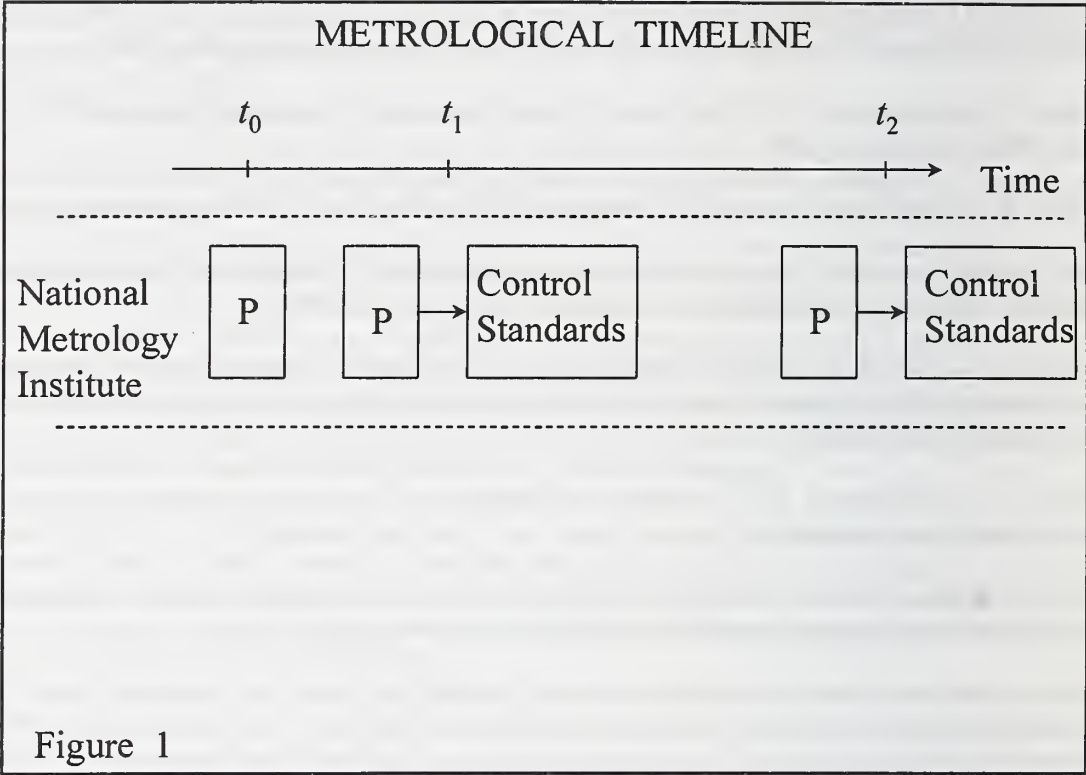 METROLOGICAL TIMELINE
t0
t1
t2
Time
National
Metrology
Institute
P
P
Control
Standards
P
Control
Standards
Figure 1